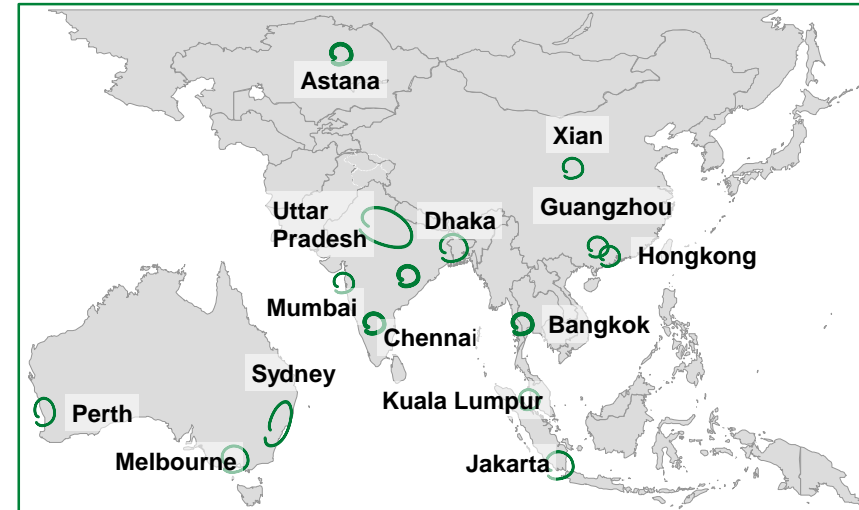 Astana
Xian
Uttar
Pradesh
Dhaka
Guangzhou
Hongkong
Mumbai
Chennai
Bangkok
Sydney
Perth
Kuala Lumpur
Melbourne
Jakarta